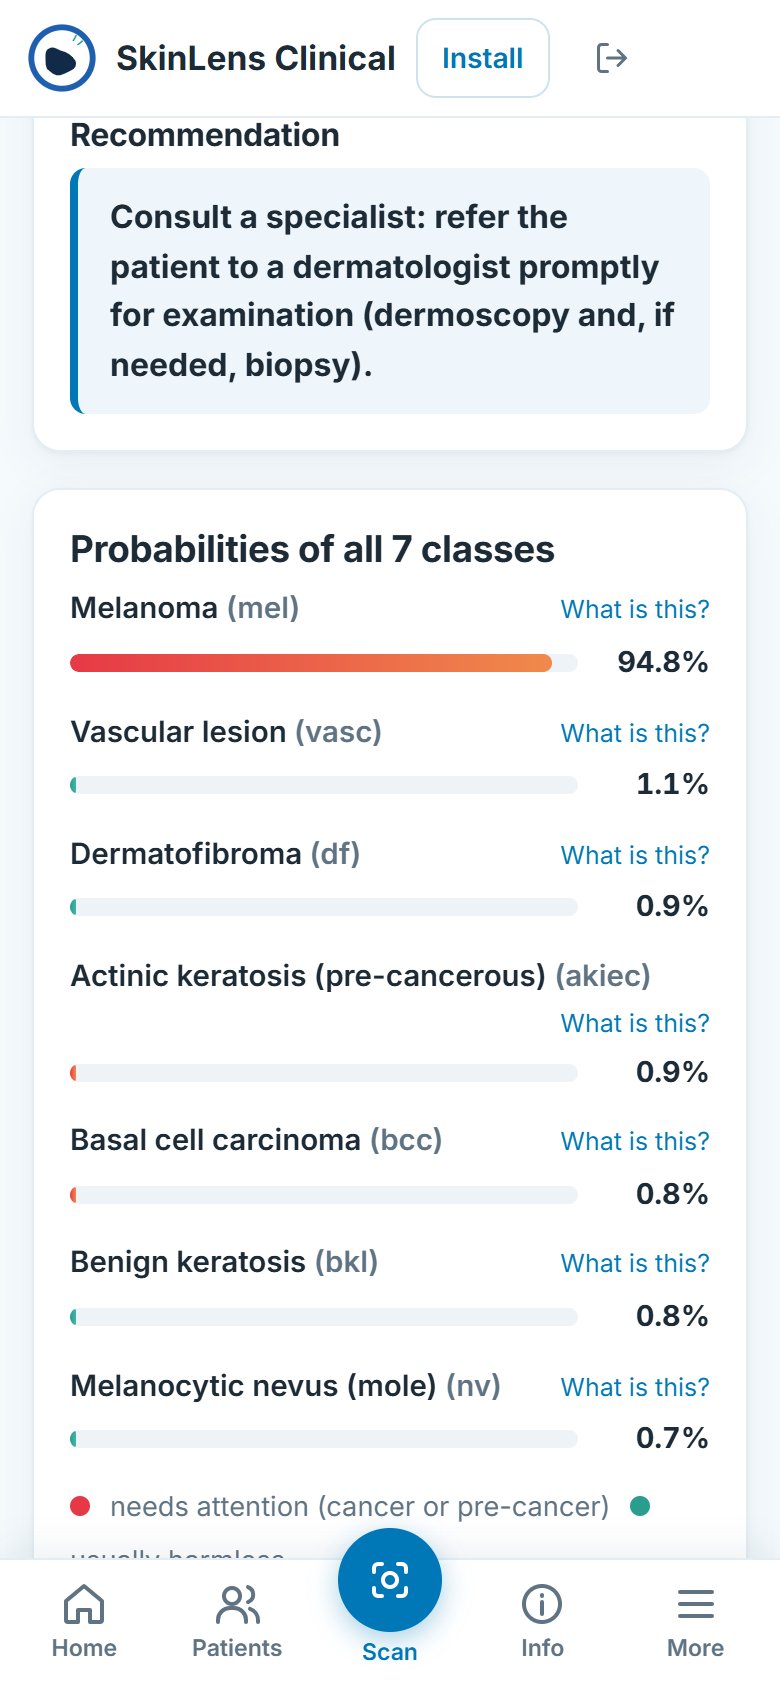 SkinLens Clinical
Install
Recommendation
Consult a specialist: refer the
patient to a dermatologist promptly
for examination (dermoscopy and, if
needed, biopsy).
Probabilities of all 7 classes
Melanoma (mel) What is this?
94.8%
Vascular lesion (vasc) What is this?
1.1%
Dermatofibroma (df) What is this?
0.9%
Actinic keratosis (pre-cancerous) (akiec)
What is this?
0.9%
Basal cell carcinoma (bcc) What is this?
0.8%
Benign keratosis (bkl) What is this?
0.8%
Melanocytic nevus (mole) (nv) What is this?
0.7%
needs attention (cancer or pre-cancer)
usually harmless
Home Patients Scan Info More